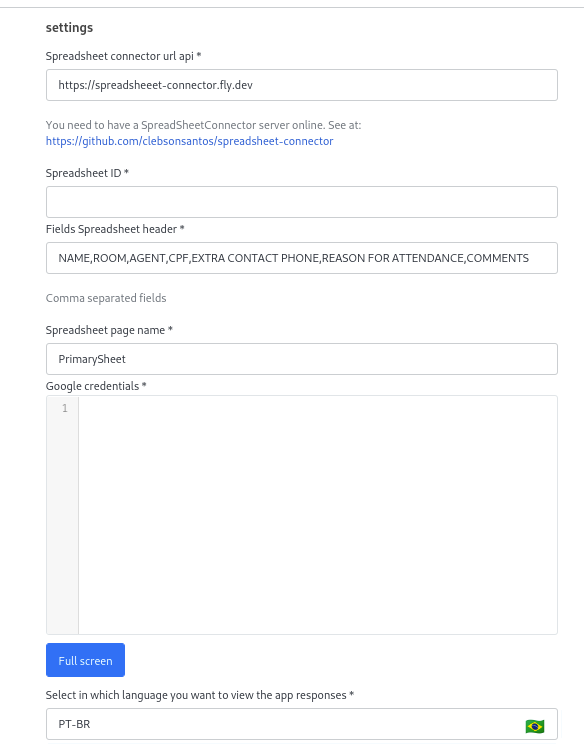 settings
Spreadsheet connector url api *
https://spreadsheeet-connector.fly.dev
You need to have a SpreadSheetConnector server online. See at:
https://github.com/clebsonsantos/spreadsheet-connector
Spreadsheet ID *
Fields Spreadsheet header *
NAME,ROOM,AGENT,CPF,EXTRA CONTACT PHONE,REASON FOR ATTENDANCE,COMMENTS
Comma separated fields
Spreadsheet page name *
PrimarySheet
Google credentials *
1
Full screen
Select in which language you want to view the app responses *
PT-BR